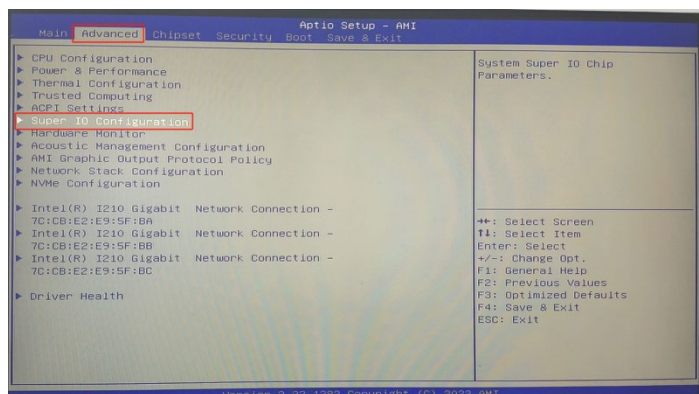 Aptio Setup - AMI
Main Advanced Chipset Security Boot Save & Exit
▶ CPU Configuration
▶ Power & Performance
▶ Thermal Configuration
▶ Trusted Computing
▶ ACPI Settings
▶ Super IO Configuration
▶ Hardware Monitor
▶ Acoustic Management Configuration
▶ AMI Graphic Output Protocol Policy
▶ Network Stack Configuration
▶ NVMe Configuration
▶ Intel(R) I210 Gigabit Network Connection -
7C:CB:E2:E9:5F:BA
▶ Intel(R) I210 Gigabit Network Connection -
7C:CB:E2:E9:5F:BB
▶ Intel(R) I210 Gigabit Network Connection -
7C:CB:E2:E9:5F:BC
▶ Driver Health
System Super IO Chip
Parameters.
→←: Select Screen
↑↓: Select Item
Enter: Select
+/-: Change Opt.
F1: General Help
F2: Previous Values
F3: Optimized Defaults
F4: Save & Exit
ESC: Exit
Copyright (C) 2022 AMI